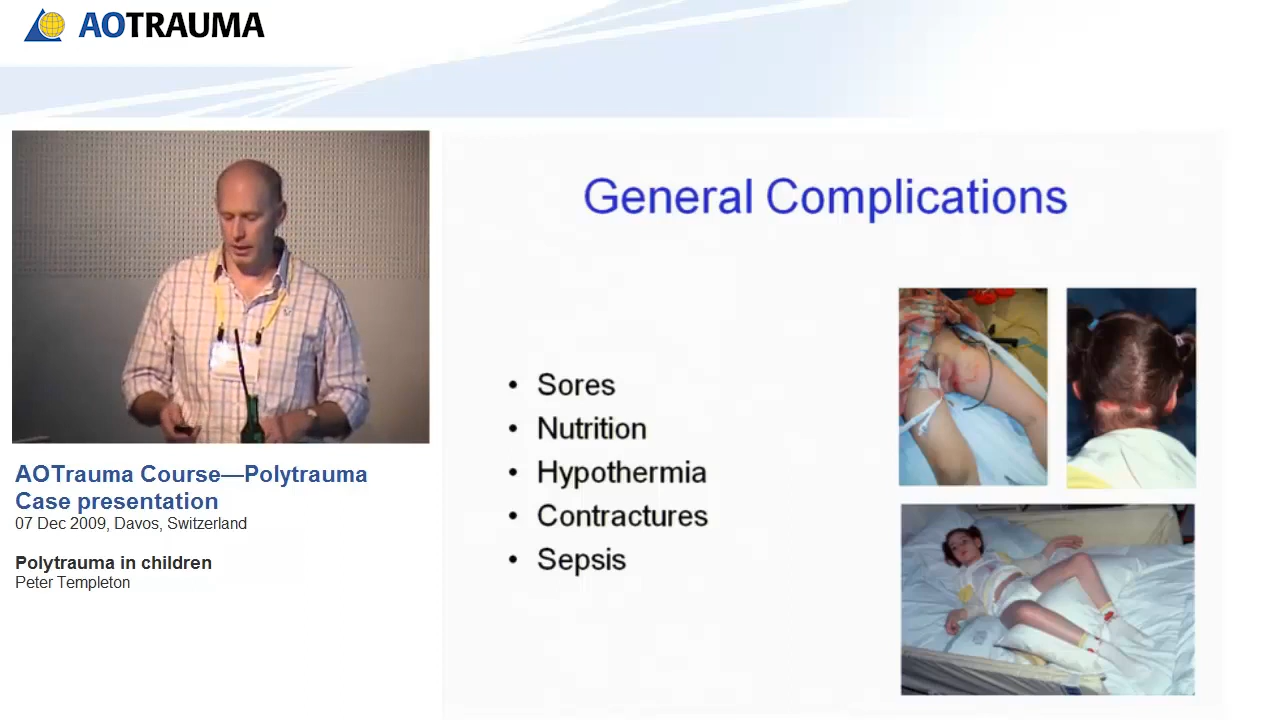 AOTRAUMA
General Complications
• Sores
• Nutrition
• Hypothermia
• Contractures
• Sepsis
AOTrauma Course—Polytrauma
Case presentation
07 Dec 2009, Davos, Switzerland
Polytrauma in children
Peter Templeton